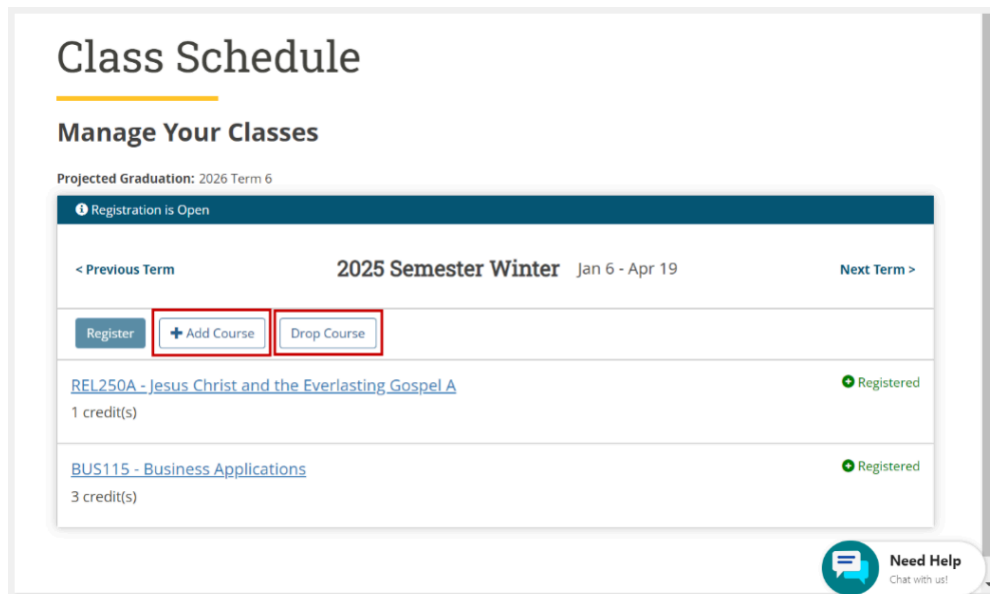 Class Schedule
Manage Your Classes
Projected Graduation: 2026 Term 6
Registration is Open
< Previous Term 2025 Semester Winter Jan 6 - Apr 19 Next Term >
Register + Add Course Drop Course
REL250A - Jesus Christ and the Everlasting Gospel A Registered
1 credit(s)
BUS115 - Business Applications Registered
3 credit(s)
Need Help
Chat with us!